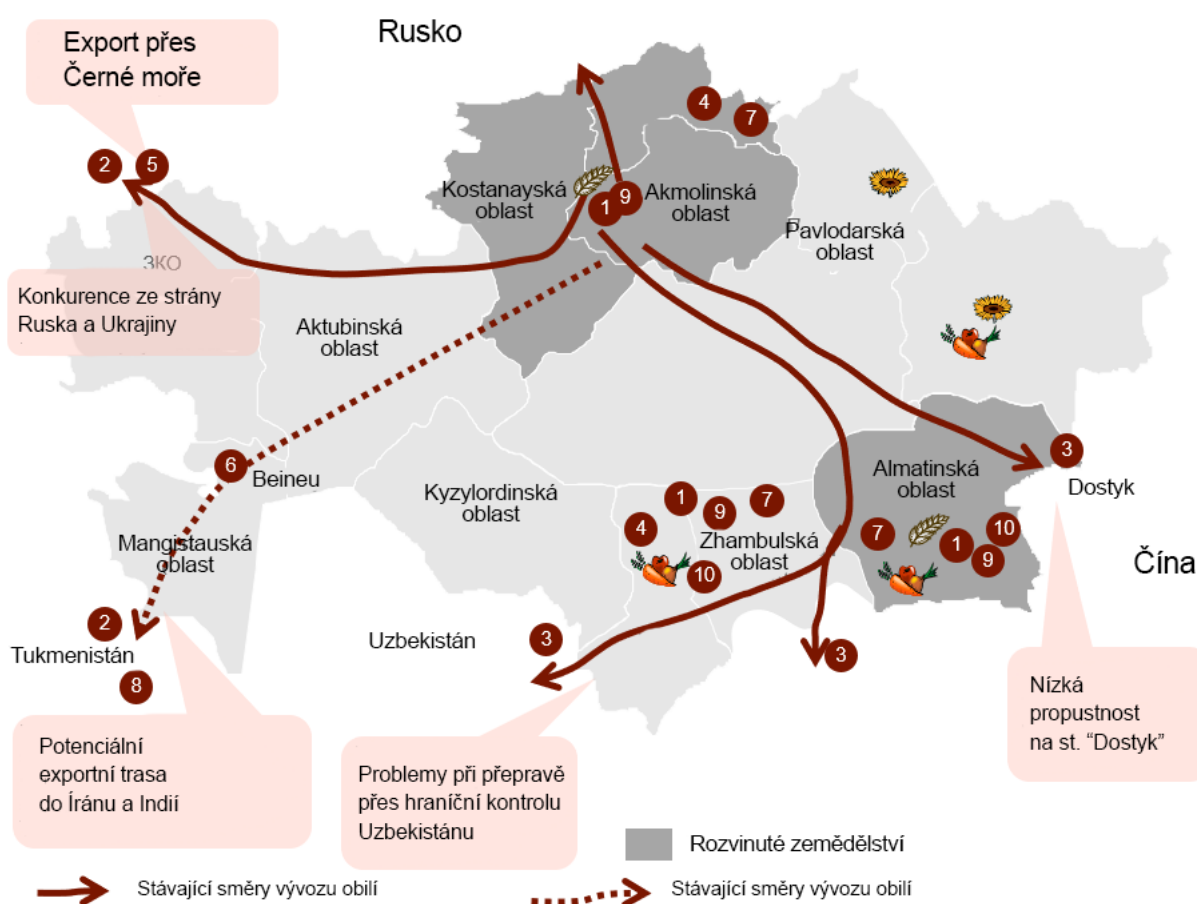 Rusko
Export přes
Černé moře
4
7
2
5
Kostanayská
oblast
1
9
Akmolinská
oblast
Pavlodarská
oblast
ЗКО
Konkurence ze strány
Ruska a Ukrajiny
Aktubinská
oblast
6
Beineu
Kyzylordinská
oblast
Almatinská
oblast
3
Dostyk
Mangistauská
oblast
4
1
9
7
Zhambulská
oblast
10
7
1
9
10
Čína
2
Tukmenistán
8
Uzbekistán
3
3
Potenciální
exportní trasa
do Íránu a Indií
Problemy při přepravě
přes hraníční kontrolu
Uzbekistánu
Nízká
propustnost
na st. “Dostyk”
Rozvinuté zemědělství
Stávající směry vývozu obilí
Stávající směry vývozu obilí